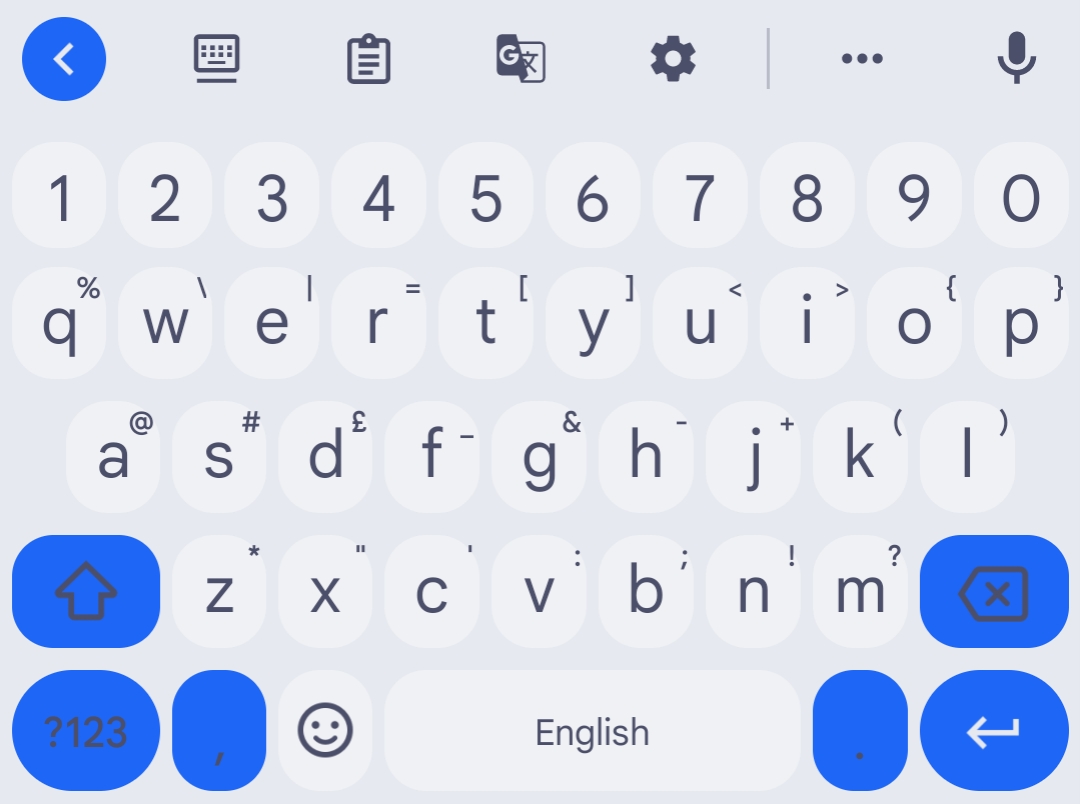 1 2 3 4 5 6 7 8 9 0
q % w \ e | r = t [ y ] u < i > o { p }
a @ s # d £ f _ g & h - j + k ( l )
z * x " c ' v : b ; n ! m ?
?123 , English .